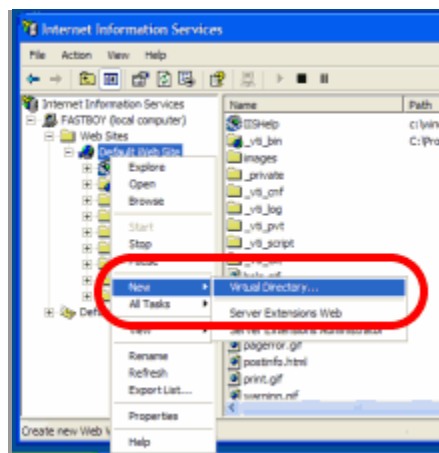 Internet Information Services
File Action View Help
Internet Information Services
FASTBOY (local computer)
Web Sites
Default Web Site
Name Path
IISHelp c:\win
_vti_bin C:\Pro
images
_private
_vti_cnf
_vti_log
_vti_pvt
_vti_script
Explore
Open
Browse
Start
Stop
Pause
New
All Tasks
View
Rename
Refresh
Export List...
Properties
Help
Virtual Directory...
Server Extensions Web
Server Extensions Administrator
pagerror.gif
postinfo.html
print.gif
warning.gif
Create new Web